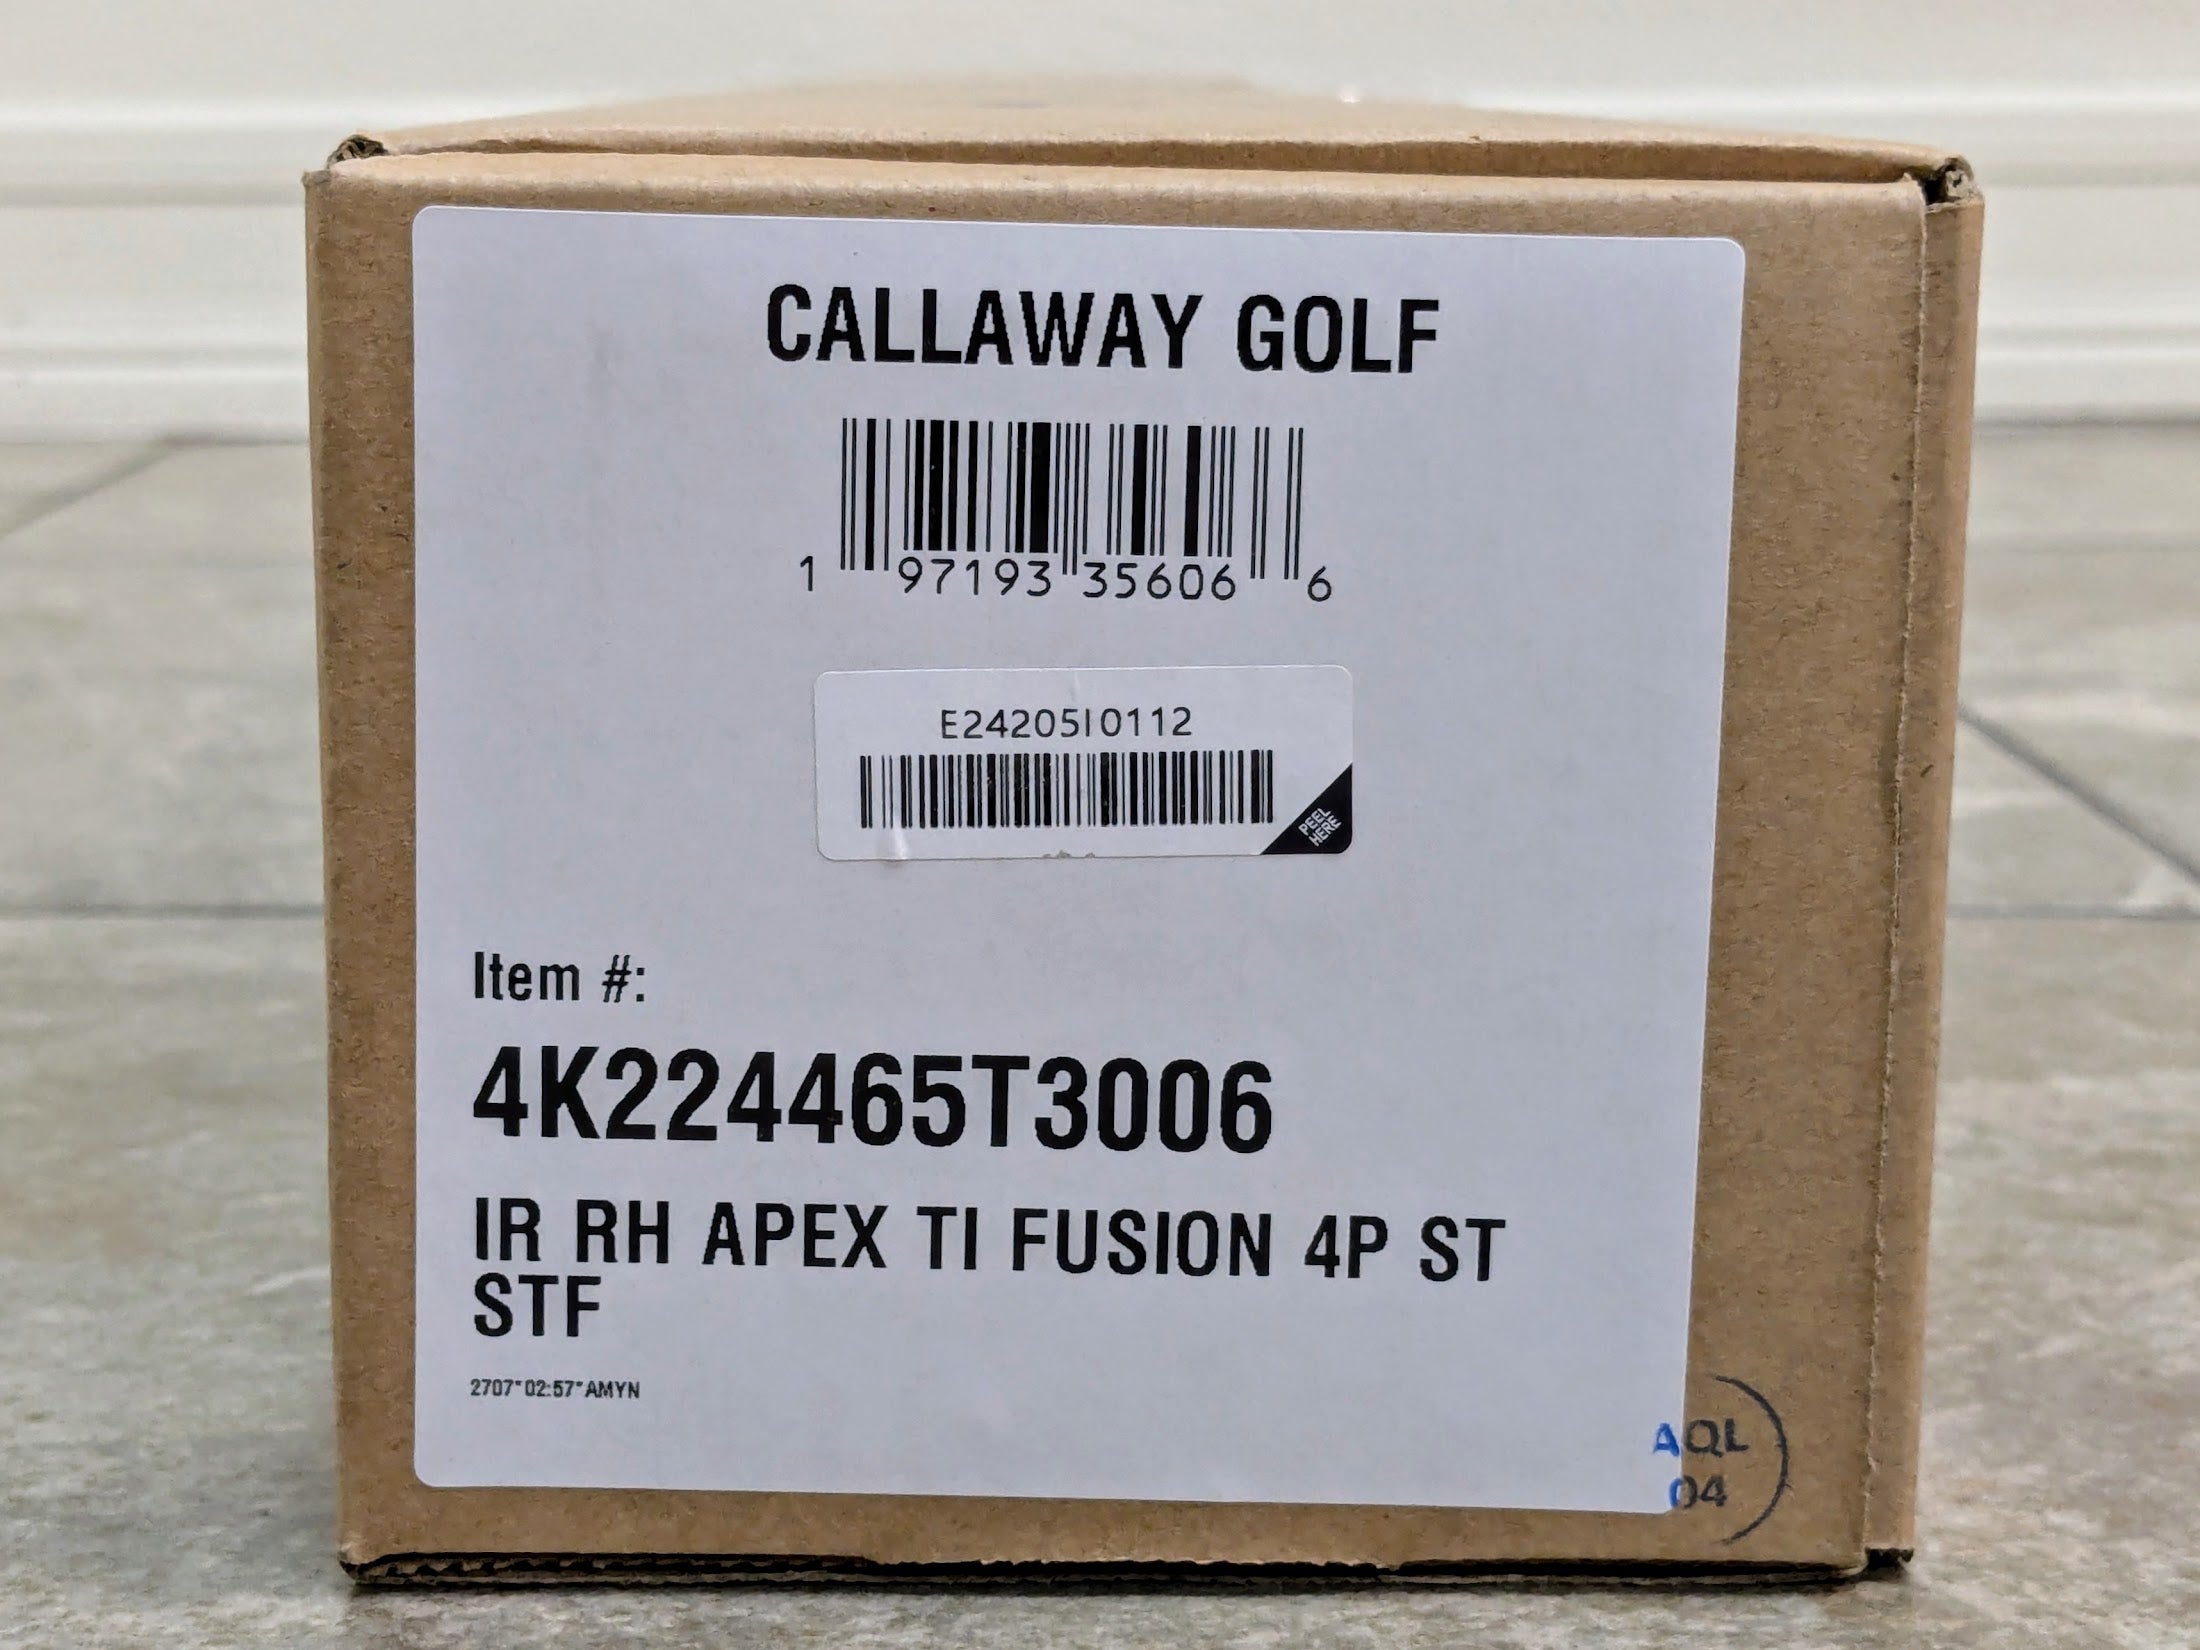 CALLAWAY GOLF
1 97193 35606 6
E24205I0112
PEEL
HERE
Item #:
4K224465T3006
IR RH APEX TI FUSION 4P ST
STF
2707*02:57*AMYN
AQL
04